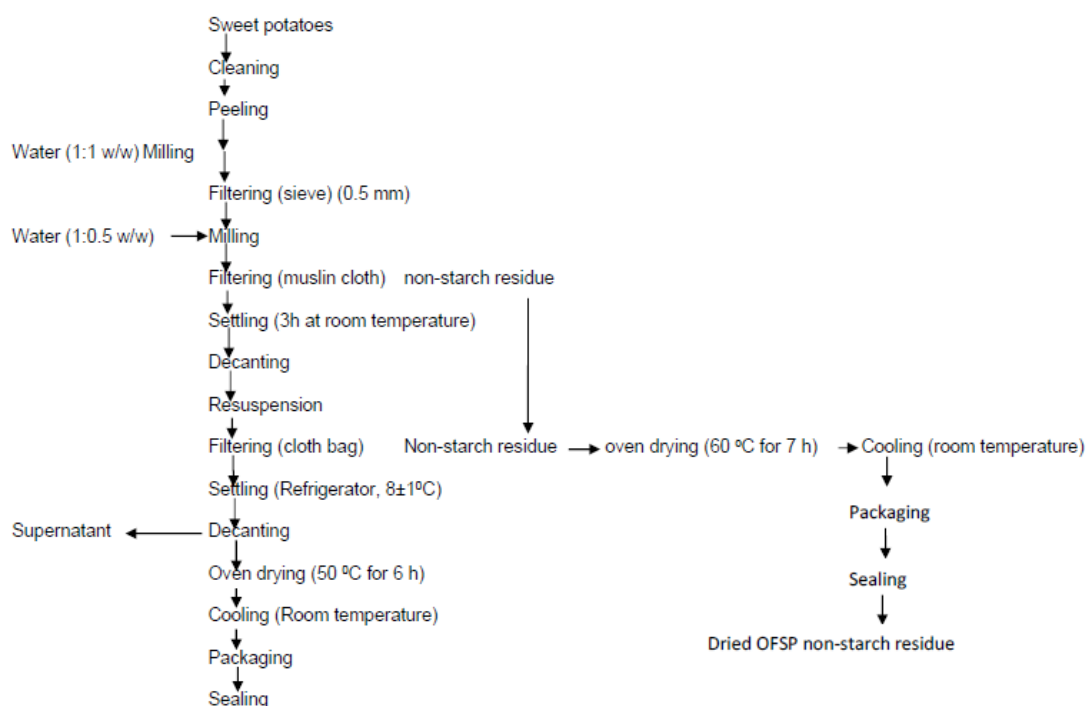 Sweet potatoes
Cleaning
Peeling
Water (1:1 w/w) Milling
Filtering (sieve) (0.5 mm)
Water (1:0.5 w/w) Milling
Filtering (muslin cloth) non-starch residue
Settling (3h at room temperature)
Decanting
Resuspension
Filtering (cloth bag) Non-starch residue oven drying (60 ⁰C for 7 h) Cooling (room temperature)
Settling (Refrigerator, 8±1⁰C)
Packaging
Supernatant Decanting
Oven drying (50 ⁰C for 6 h)
Sealing
Cooling (Room temperature)
Dried OFSP non-starch residue
Packaging
Sealing